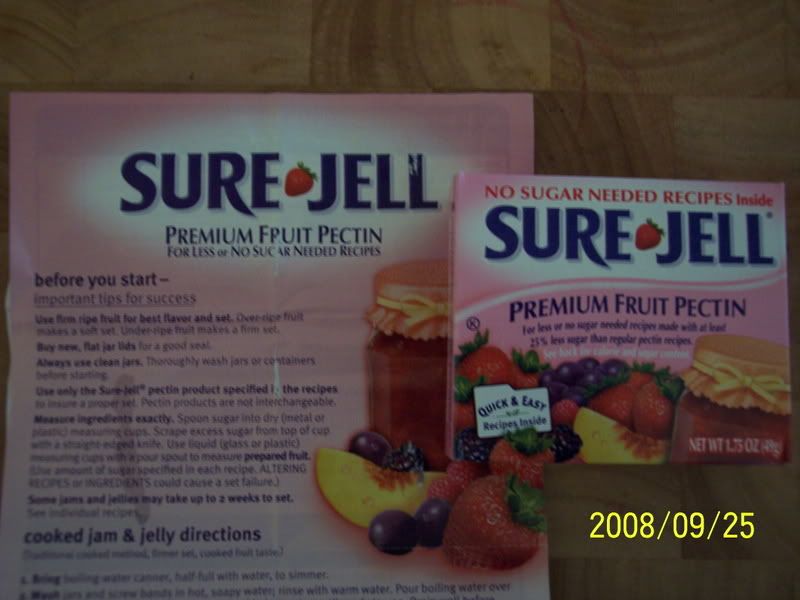 SURE JELL
PREMIUM FRUIT PECTIN
FOR LESS or NO SUGAR NEEDED RECIPES
before you start –
important tips for success
Use firm ripe fruit for best flavor and set. Over-ripe fruit
makes a soft set. Under-ripe fruit makes a firm set.
Buy new, flat jar lids for a good seal.
Always use clean jars. Thoroughly wash jars or containers
before starting.
Use only the Sure-Jell® pectin product specified in the recipes
to insure a proper set. Pectin products are not interchangeable.
Measure ingredients exactly. Spoon sugar into dry (metal or
plastic) measuring cups. Scrape excess sugar from top of cup
with a straight-edged knife. Use liquid (glass or plastic)
measuring cups with a pour spout to measure prepared fruit.
(Use amount of sugar specified in each recipe. ALTERING
RECIPES or INGREDIENTS could cause a set failure.)
Some jams and jellies may take up to 2 weeks to set.
See individual recipes.
cooked jam & jelly directions
(Traditional cooked method, firmer set, cooked fruit taste.)
1. Bring boiling-water canner, half-full with water, to simmer.
2. Wash jars and screw bands in hot, soapy water; rinse with warm water. Pour boiling water over
NO SUGAR NEEDED RECIPES Inside
SURE JELL®
PREMIUM FRUIT PECTIN
For less or no sugar needed recipes made with at least
25% less sugar than regular pectin recipes.
See back for calorie and sugar content.
K
QUICK & EASY
Recipes Inside
NET WT 1.75 OZ (49g)
2008/09/25